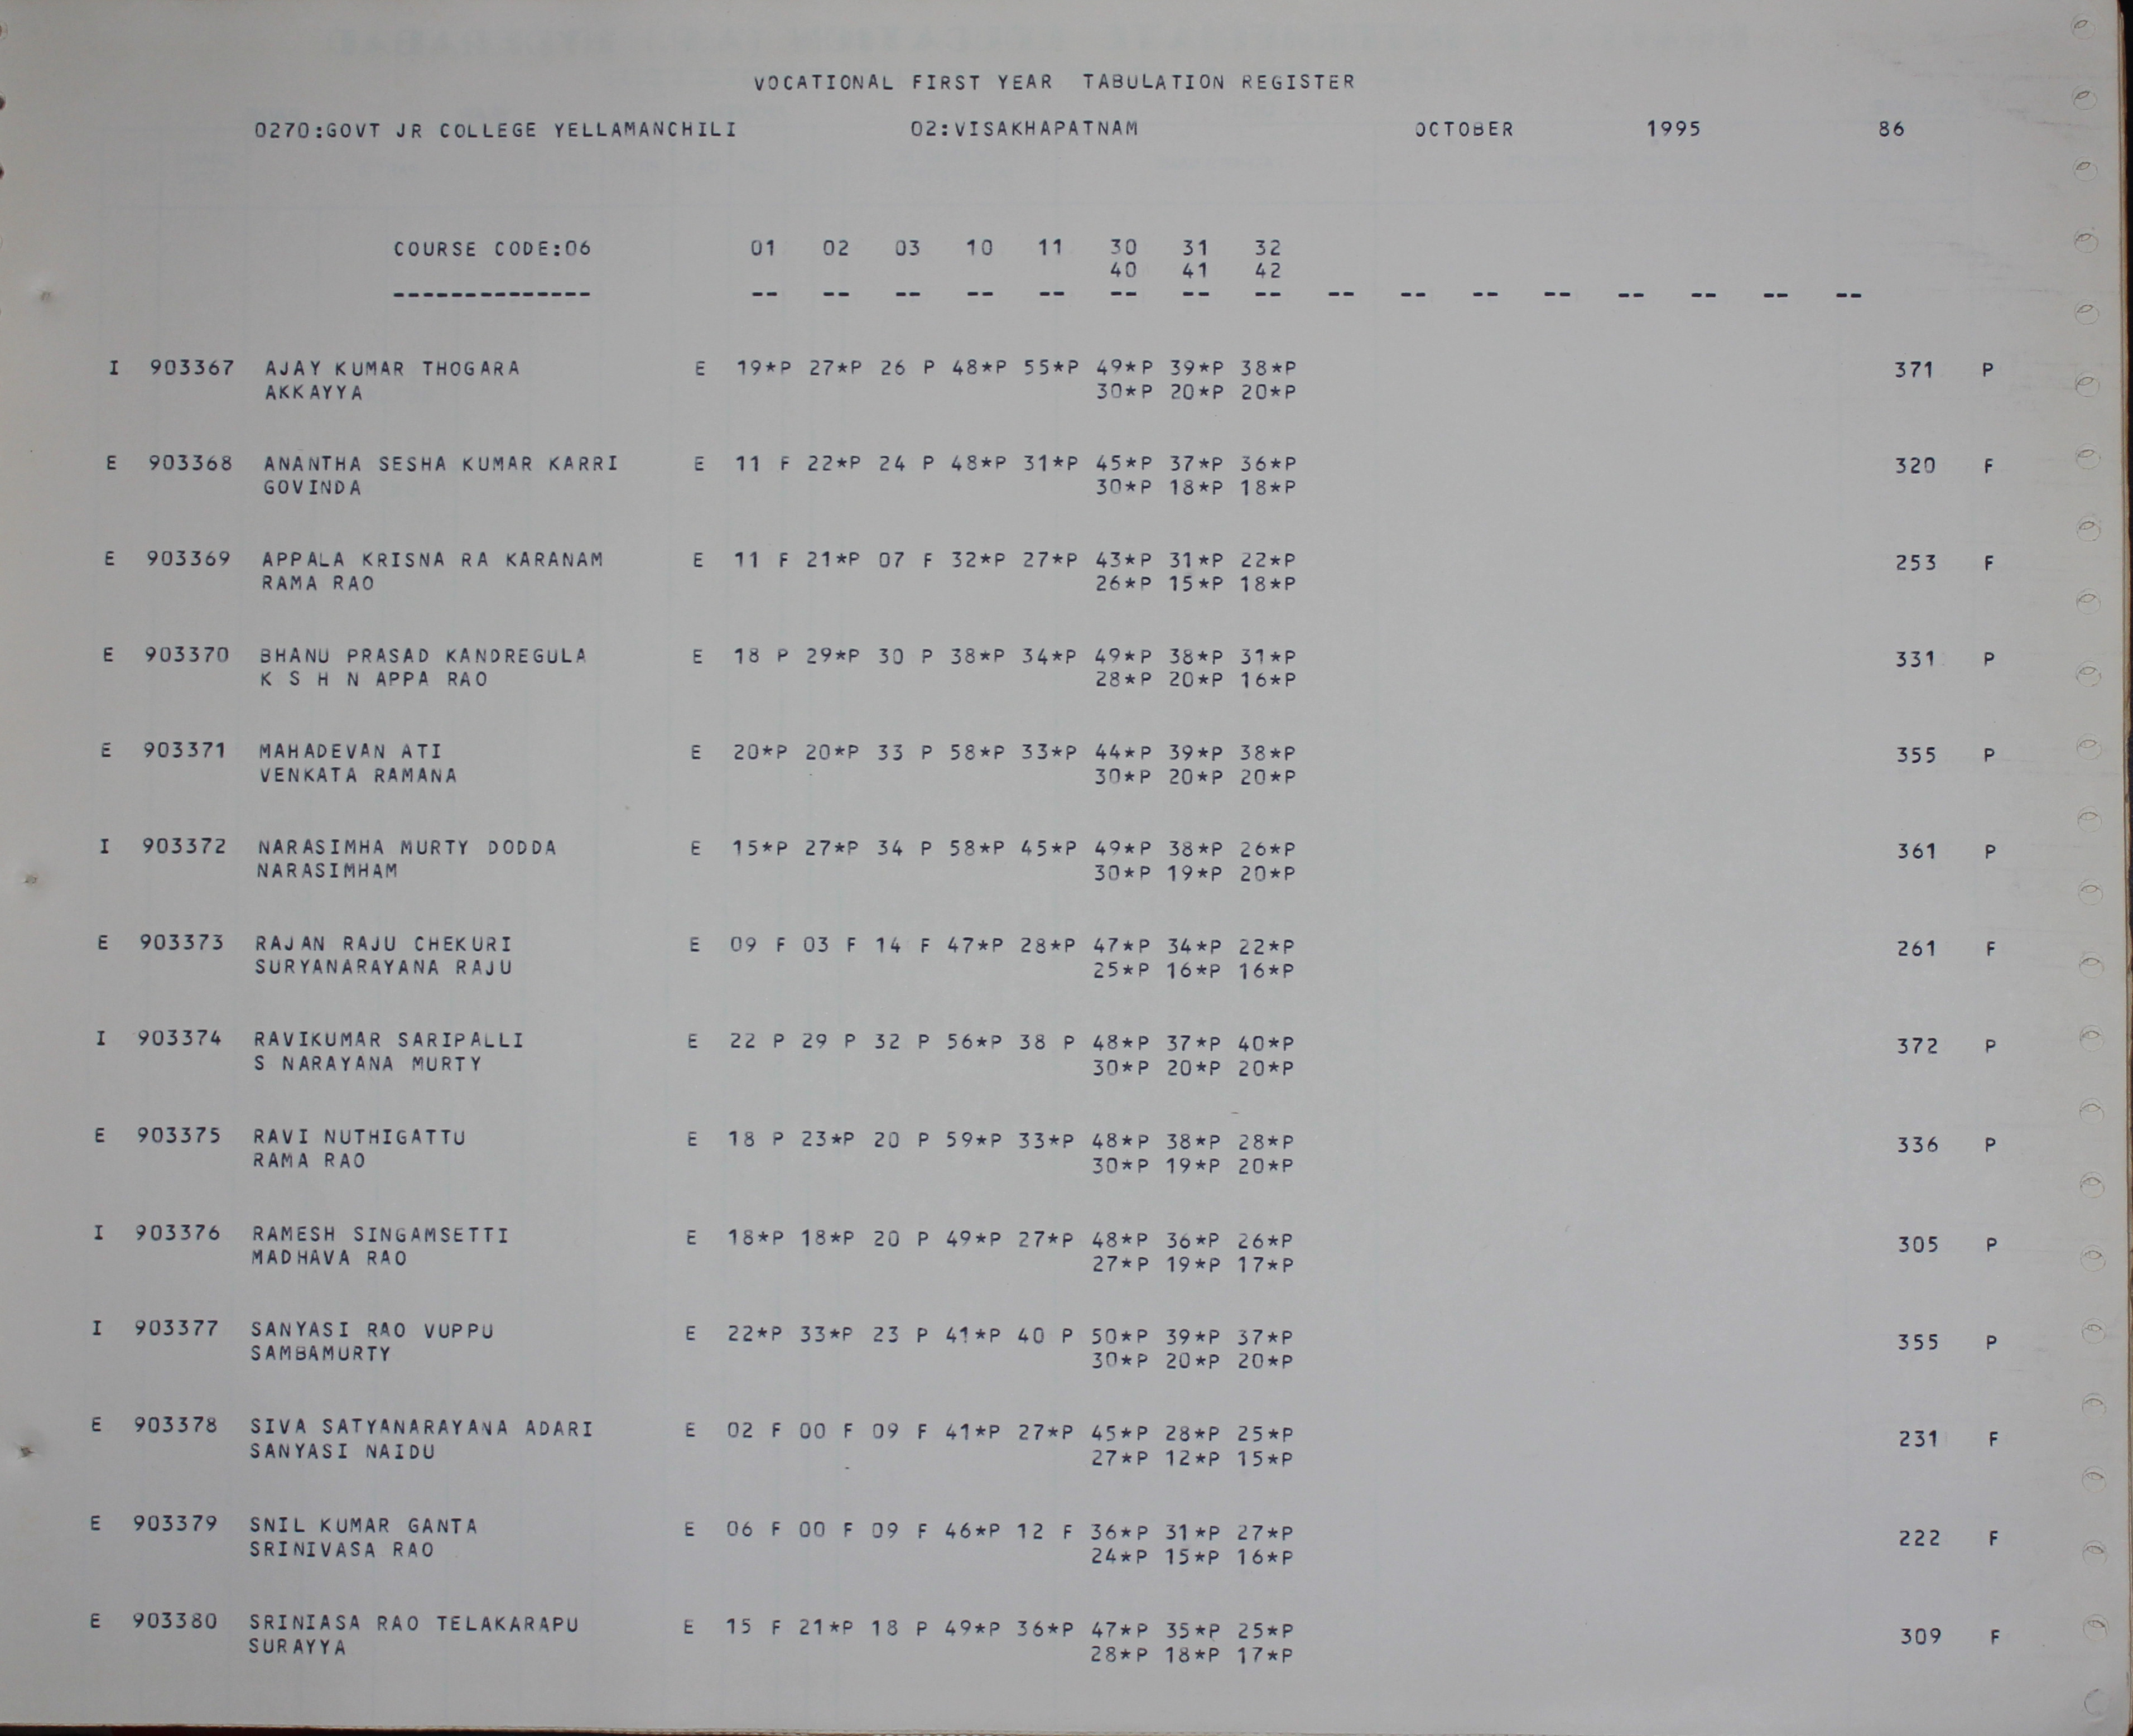 VOCATIONAL FIRST YEAR TABULATION REGISTER
0270:GOVT JR COLLEGE YELLAMANCHILI 02:VISAKHAPATNAM OCTOBER 1995 86
COURSE CODE:06 01 02 03 10 11 30 31 32
40 41 42
-------------- -- -- -- -- -- -- -- -- -- -- -- -- -- -- -- --
I 903367 AJAY KUMAR THOGARA E 19*P 27*P 26 P 48*P 55*P 49*P 39*P 38*P 371 P
AKKAYYA 30*P 20*P 20*P
E 903368 ANANTHA SESHA KUMAR KARRI E 11 F 22*P 24 P 48*P 31*P 45*P 37*P 36*P 320 F
GOVINDA 30*P 18*P 18*P
E 903369 APPALA KRISNA RA KARANAM E 11 F 21*P 07 F 32*P 27*P 43*P 31*P 22*P 253 F
RAMA RAO 26*P 15*P 18*P
E 903370 BHANU PRASAD KANDREGULA E 18 P 29*P 30 P 38*P 34*P 49*P 38*P 31*P 331 P
K S H N APPA RAO 28*P 20*P 16*P
E 903371 MAHADEVAN ATI E 20*P 20*P 33 P 58*P 33*P 44*P 39*P 38*P 355 P
VENKATA RAMANA 30*P 20*P 20*P
I 903372 NARASIMHA MURTY DODDA E 15*P 27*P 34 P 58*P 45*P 49*P 38*P 26*P 361 P
NARASIMHAM 30*P 19*P 20*P
E 903373 RAJAN RAJU CHEKURI E 09 F 03 F 14 F 47*P 28*P 47*P 34*P 22*P 261 F
SURYANARAYANA RAJU 25*P 16*P 16*P
I 903374 RAVIKUMAR SARIPALLI E 22 P 29 P 32 P 56*P 38 P 48*P 37*P 40*P 372 P
S NARAYANA MURTY 30*P 20*P 20*P
E 903375 RAVI NUTHIGATTU E 18 P 23*P 20 P 59*P 33*P 48*P 38*P 28*P 336 P
RAMA RAO 30*P 19*P 20*P
I 903376 RAMESH SINGAMSETTI E 18*P 18*P 20 P 49*P 27*P 48*P 36*P 26*P 305 P
MADHAVA RAO 27*P 19*P 17*P
I 903377 SANYASI RAO VUPPU E 22*P 33*P 23 P 41*P 40 P 50*P 39*P 37*P 355 P
SAMBAMURTY 30*P 20*P 20*P
E 903378 SIVA SATYANARAYANA ADARI E 02 F 00 F 09 F 41*P 27*P 45*P 28*P 25*P 231 F
SANYASI NAIDU 27*P 12*P 15*P
E 903379 SNIL KUMAR GANTA E 06 F 00 F 09 F 46*P 12 F 36*P 31*P 27*P 222 F
SRINIVASA RAO 24*P 15*P 16*P
E 903380 SRINIASA RAO TELAKARAPU E 15 F 21*P 18 P 49*P 36*P 47*P 35*P 25*P 309 F
SURAYYA 28*P 18*P 17*P